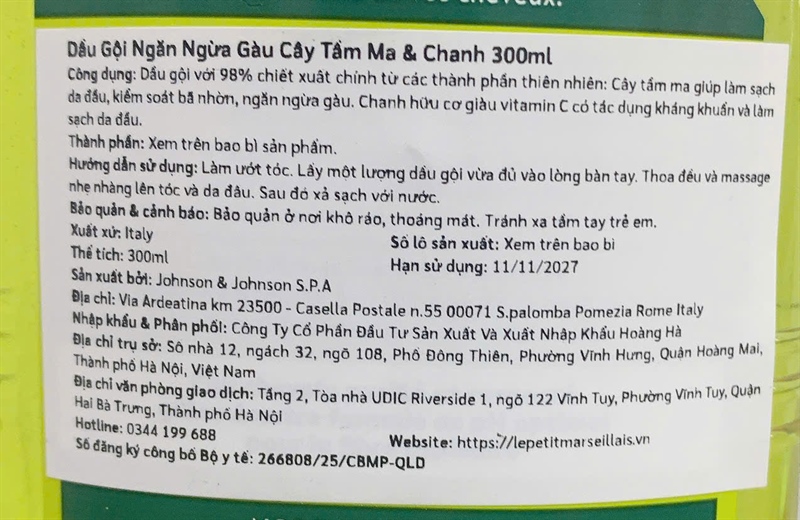 cheveux.
Dầu Gội Ngăn Ngừa Gàu Cây Tầm Ma & Chanh 300ml
Công dụng: Dầu gội với 98% chiết xuất chính từ các thành phần thiên nhiên: Cây tầm ma giúp làm sạch
da đầu, kiểm soát bã nhờn, ngăn ngừa gàu. Chanh hữu cơ giàu vitamin C có tác dụng kháng khuẩn và làm
sạch da đầu.
Thành phần: Xem trên bao bì sản phẩm.
Hướng dẫn sử dụng: Làm ướt tóc. Lấy một lượng dầu gội vừa đủ vào lòng bàn tay. Thoa đều và massage
nhẹ nhàng lên tóc và da đầu. Sau đó xả sạch với nước.
Bảo quản & cảnh báo: Bảo quản ở nơi khô ráo, thoáng mát. Tránh xa tầm tay trẻ em.
Xuất xứ: Italy
Số lô sản xuất: Xem trên bao bì
Thể tích: 300ml
Hạn sử dụng: 11/11/2027
Sản xuất bởi: Johnson & Johnson S.P.A
Địa chỉ: Via Ardeatina km 23500 - Casella Postale n.55 00071 S.palomba Pomezia Rome Italy
Nhập khẩu & Phân phối: Công Ty Cổ Phần Đầu Tư Sản Xuất Và Xuất Nhập Khẩu Hoàng Hà
Địa chỉ trụ sở: Số nhà 12, ngách 32, ngõ 108, Phố Đông Thiên, Phường Vĩnh Hưng, Quận Hoàng Mai,
Thành phố Hà Nội, Việt Nam
Địa chỉ văn phòng giao dịch: Tầng 2, Tòa nhà UDIC Riverside 1, ngõ 122 Vĩnh Tuy, Phường Vĩnh Tuy, Quận
Hai Bà Trưng, Thành phố Hà Nội
Hotline: 0344 199 688
Website: https://lepetitmarseillais.vn
Số đăng ký công bố Bộ y tế: 266808/25/CBMP-QLD